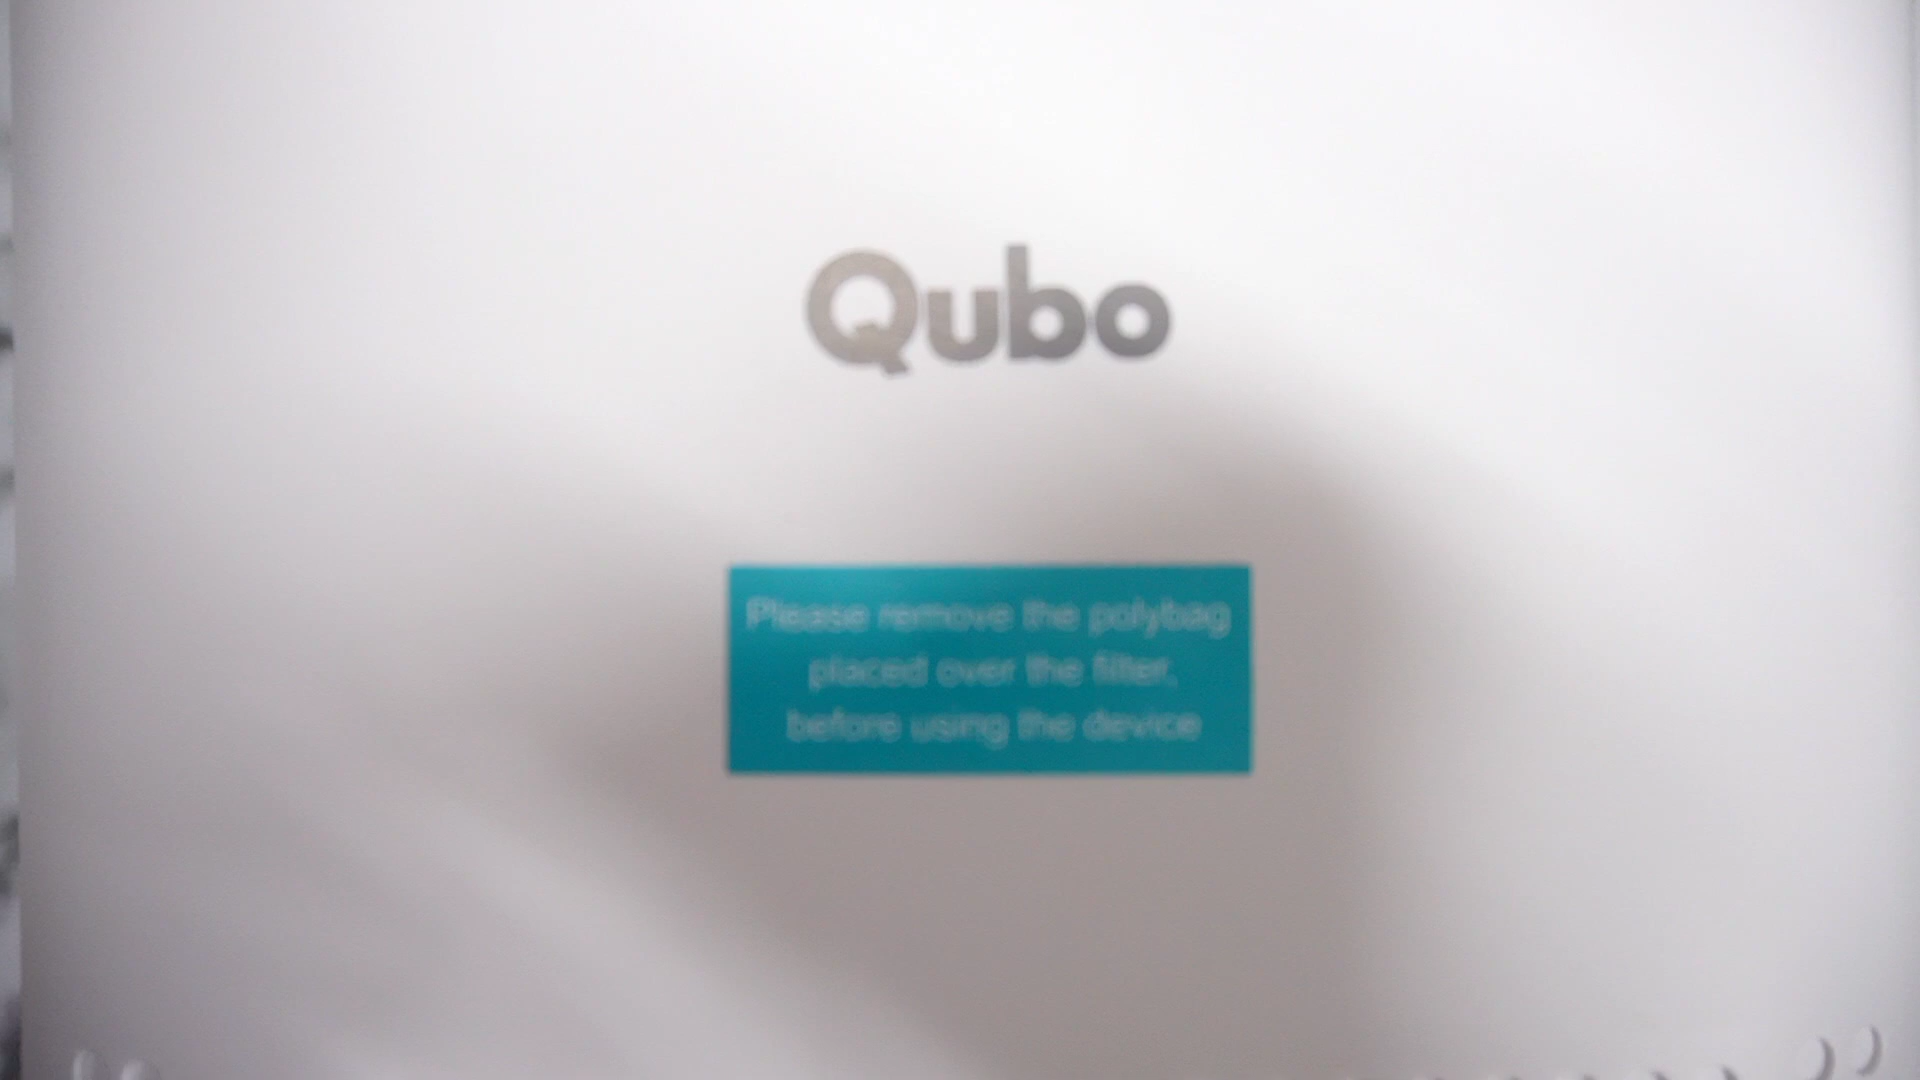 Qubo
Please remove the polybag
placed over the filter,
before using the device